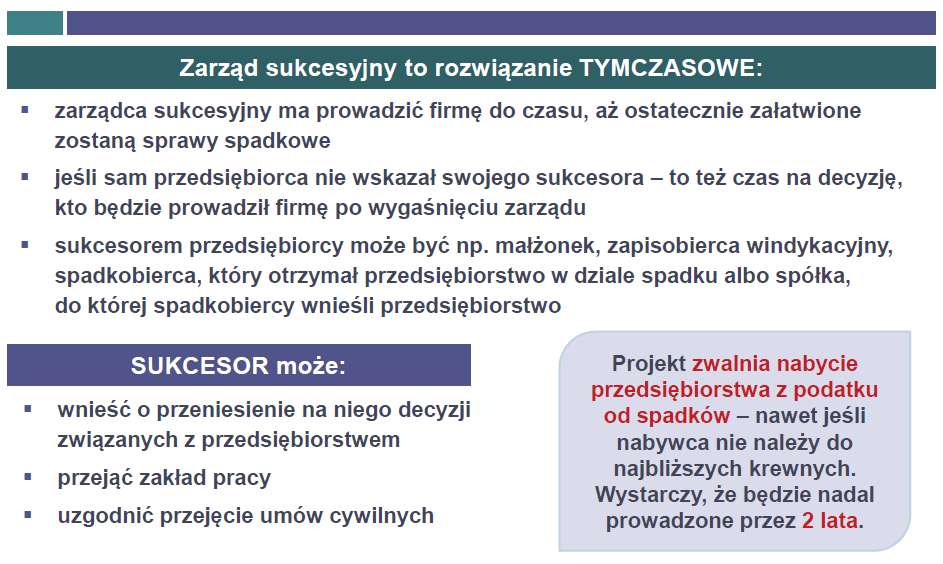 Zarząd sukcesyjny to rozwiązanie TYMCZASOWE:
▪ zarządca sukcesyjny ma prowadzić firmę do czasu, aż ostatecznie załatwione
zostaną sprawy spadkowe
▪ jeśli sam przedsiębiorca nie wskazał swojego sukcesora – to też czas na decyzję,
kto będzie prowadził firmę po wygaśnięciu zarządu
▪ sukcesorem przedsiębiorcy może być np. małżonek, zapisobierca windykacyjny,
spadkobierca, który otrzymał przedsiębiorstwo w dziale spadku albo spółka,
do której spadkobiercy wnieśli przedsiębiorstwo
SUKCESOR może:
▪ wnieść o przeniesienie na niego decyzji
związanych z przedsiębiorstwem
▪ przejąć zakład pracy
▪ uzgodnić przejęcie umów cywilnych
Projekt zwalnia nabycie
przedsiębiorstwa z podatku
od spadków – nawet jeśli
nabywca nie należy do
najbliższych krewnych.
Wystarczy, że będzie nadal
prowadzone przez 2 lata.